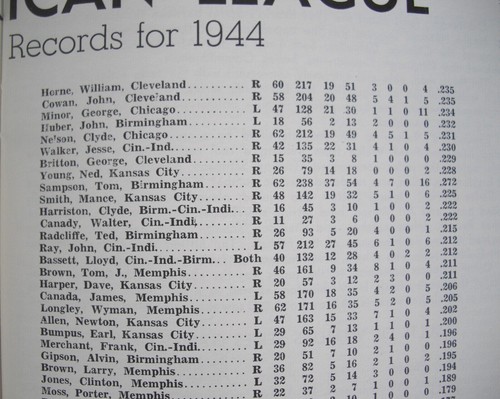 ICAN LEAGUE
Records for 1944
Horne, William, Cleveland R 60 217 19 51 3 0 0 4 .235
Cowan, John, Cleve'and R 58 204 20 48 5 4 1 5 .235
Minor, George, Chicago L 47 128 21 30 1 1 0 11 .234
Huber, John, Birmingham L 18 56 2 13 2 0 0 0 .232
Ne'son, Clyde, Chicago R 62 212 19 49 4 5 1 5 .231
Walker, Jesse, Cin.-Ind. R 42 135 22 31 4 1 0 4 .230
Britton, George, Cleveland R 15 35 3 8 1 0 0 0 .229
Young, Ned, Kansas City R 26 79 14 18 0 0 0 2 .228
Sampson, Tom, Birmingham R 62 238 37 54 4 7 0 16 .272
Smith, Mance, Kansas City R 48 142 19 32 5 1 0 6 .225
Harriston, Clyde, Birm.-Cin.-Indi. R 16 45 3 10 1 0 0 2 .222
Canady, Walter, Cin.-Indi, R 11 27 3 6 0 0 0 2 .222
Radcliffe, Ted, Birmingham R 26 93 5 20 4 0 0 1 .215
Ray, John, Cin.-Indi. L 57 212 27 45 6 1 0 6 .212
Bassett, Lloyd, Cin.-Ind.-Birm. Both 40 132 12 28 4 0 2 2 .212
Brown, Tom, J., Memphis R 46 161 9 34 8 1 0 4 .211
Harper, Dave, Kansas City R 20 57 3 12 2 3 0 2 .211
Canada, James, Memphis L 58 170 18 35 4 2 0 5 .206
Longley, Wyman, Memphis R 62 171 16 35 5 2 0 5 .205
Allen, Newton, Kansas City L 47 163 15 33 7 1 0 4 .202
Bumpus, Earl, Kansas City L 29 65 7 13 1 1 0 1 .200
Merchant, Frank, Cin.-Indi. L 29 92 16 18 2 4 0 1 .196
Gipson, Alvin, Birmingham R 20 51 7 10 2 1 0 2 .196
Brown, Larry, Memphis R 36 82 5 16 2 1 0 0 .195
Jones, Clinton, Memphis L 32 72 5 14 3 0 0 1 .194
Moss, Porter, Memphis R 22 37 2 7 0 0 0 1 .189
.179